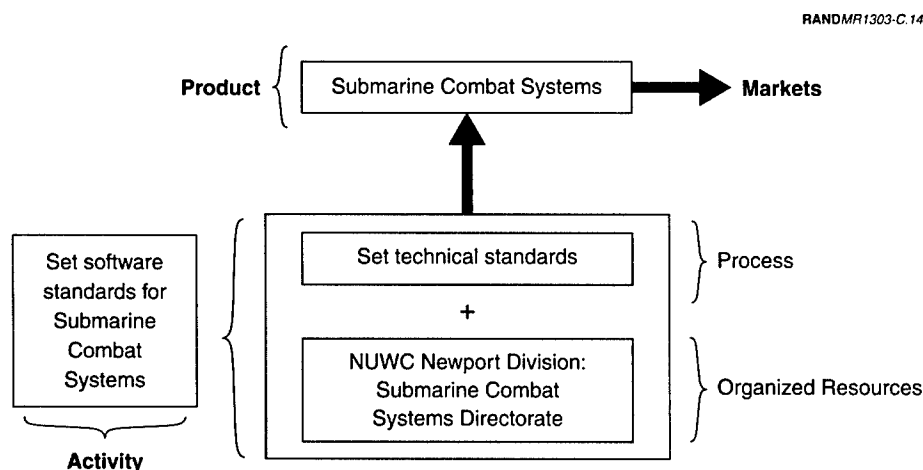 RANDMR1303-C.14
Product
Submarine Combat Systems
Markets
Set technical standards
Process
+
Set software
standards for
Submarine
Combat
Systems
NUWC Newport Division:
Submarine Combat
Systems Directorate
Organized Resources
Activity